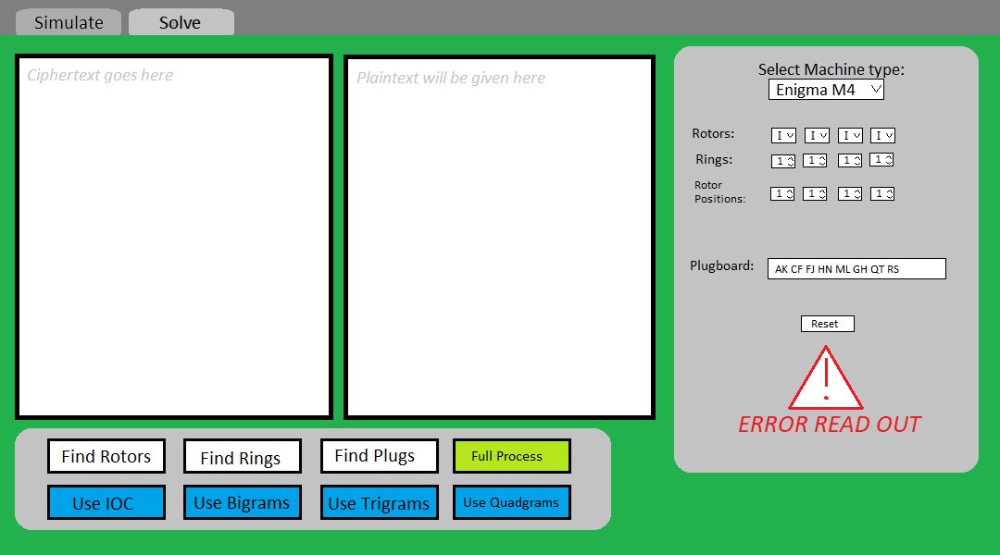 Simulate
Solve
Ciphertext goes here
Plaintext will be given here
Select Machine type:
Enigma M4
Rotors: I I I I
Rings: 1 1 1 1
Rotor
Positions: 1 1 1 1
Plugboard: AK CF FJ HN ML GH QT RS
Reset
!
ERROR READ OUT
Find Rotors
Find Rings
Find Plugs
Full Process
Use IOC
Use Bigrams
Use Trigrams
Use Quadgrams